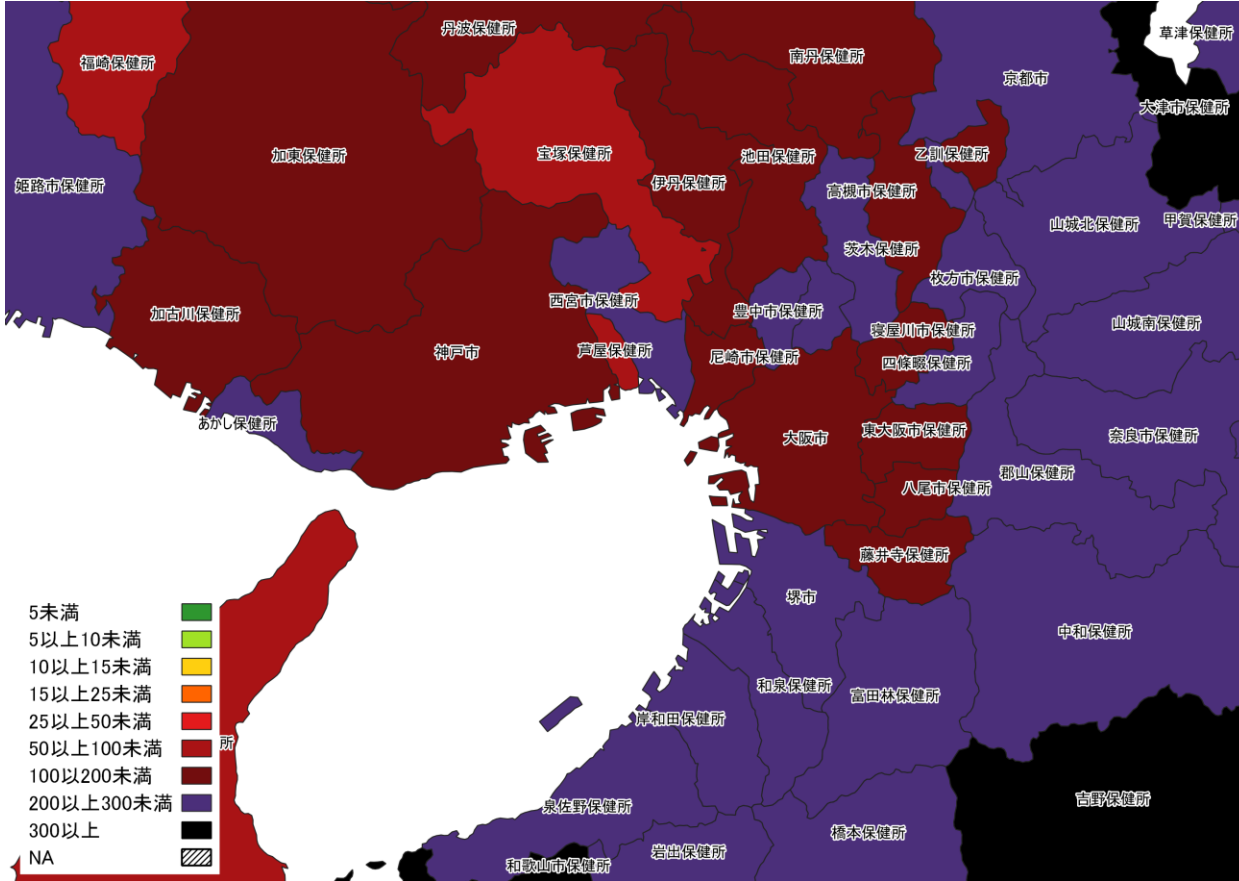 丹波保健所
南丹保健所
草津保健所
福崎保健所
京都市
大津市保健所
加東保健所
宝塚保健所
池田保健所
乙訓保健所
姫路市保健所
伊丹保健所
高槻市保健所
山城北保健所
甲賀保健所
茨木保健所
枚方市保健所
西宮市保健所
豊中市保健所
加古川保健所
寝屋川市保健所
山城南保健所
神戸市
芦屋保健所
尼崎市保健所
四條畷保健所
あかし保健所
大阪市
東大阪市保健所
奈良市保健所
郡山保健所
八尾市保健所
藤井寺保健所
堺市
中和保健所
和泉保健所
富田林保健所
岸和田保健所
所
吉野保健所
泉佐野保健所
橋本保健所
岩出保健所
和歌山市保健所
5未満
5以上10未満
10以上15未満
15以上25未満
25以上50未満
50以上100未満
100以200未満
200以上300未満
300以上
NA